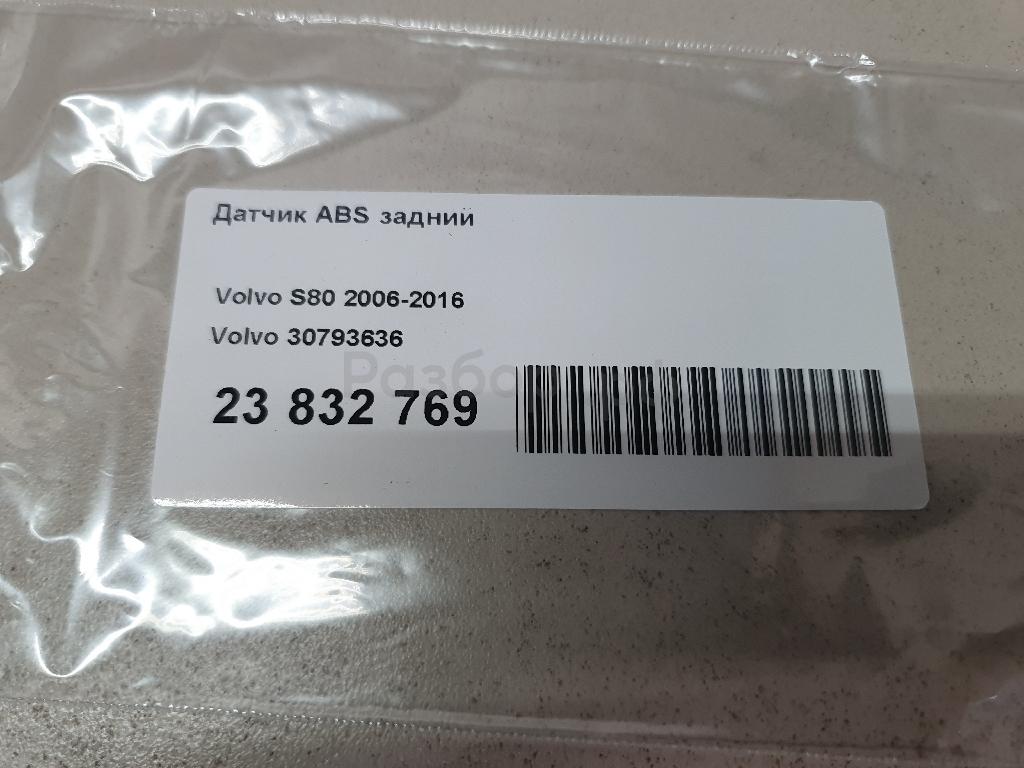 Датчик ABS задний
Volvo S80 2006-2016
Volvo 30793636
23 832 769